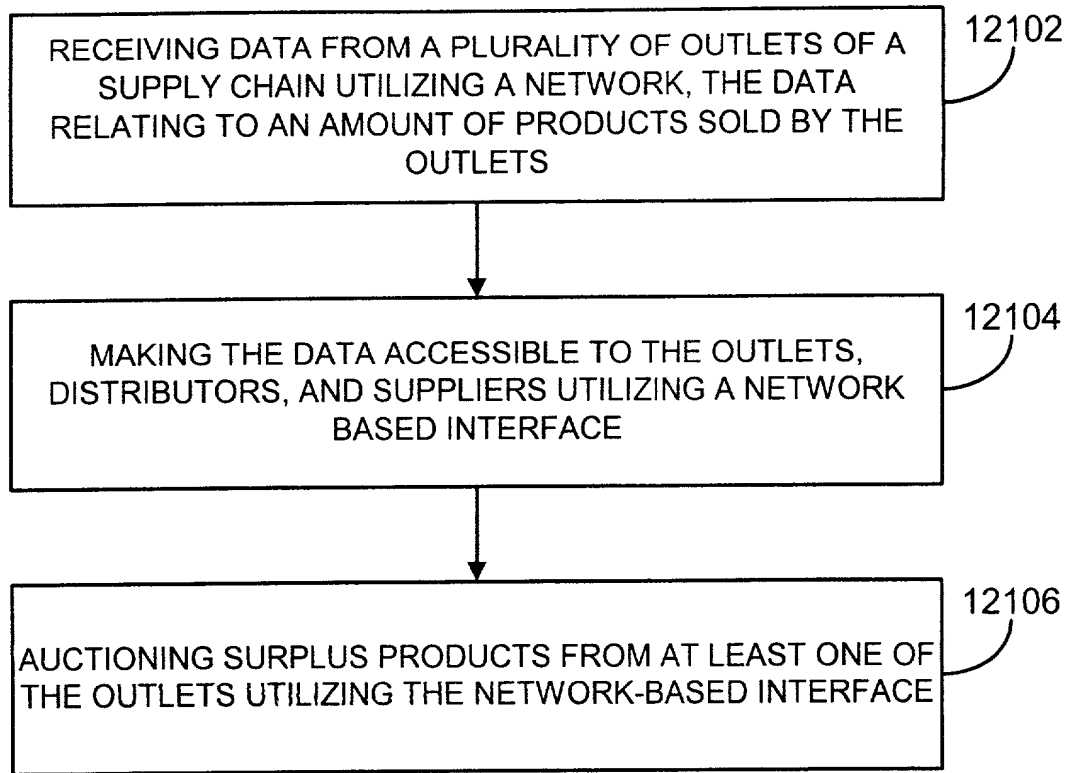 12102
RECEIVING DATA FROM A PLURALITY OF OUTLETS OF A
SUPPLY CHAIN UTILIZING A NETWORK, THE DATA
RELATING TO AN AMOUNT OF PRODUCTS SOLD BY THE
OUTLETS
12104
MAKING THE DATA ACCESSIBLE TO THE OUTLETS,
DISTRIBUTORS, AND SUPPLIERS UTILIZING A NETWORK
BASED INTERFACE
12106
AUCTIONING SURPLUS PRODUCTS FROM AT LEAST ONE OF
THE OUTLETS UTILIZING THE NETWORK-BASED INTERFACE